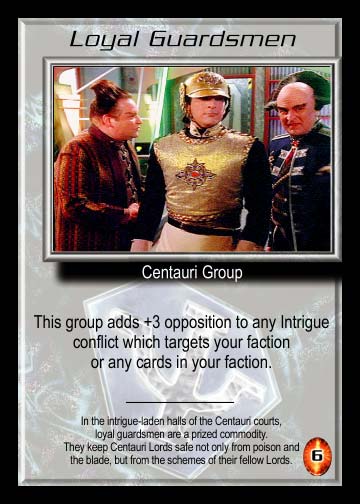 Loyal Guardsmen
Centauri Group
This group adds +3 opposition to any Intrigue
conflict which targets your faction
or any cards in your faction.
In the intrigue-laden halls of the Centauri courts,
loyal guardsmen are a prized commodity.
They keep Centauri Lords safe not only from poison and
the blade, but from the schemes of their fellow Lords.
6